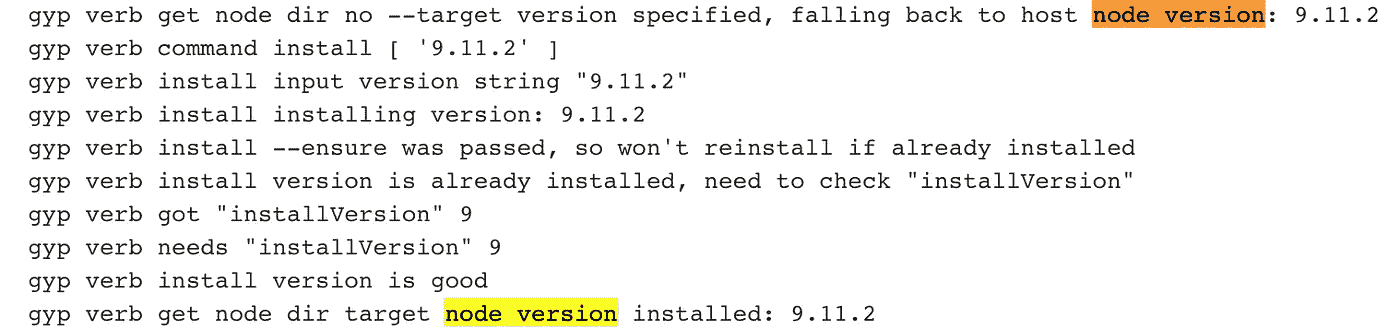 gyp verb get node dir no --target version specified, falling back to host node version: 9.11.2
gyp verb command install [ '9.11.2' ]
gyp verb install input version string "9.11.2"
gyp verb install installing version: 9.11.2
gyp verb install --ensure was passed, so won't reinstall if already installed
gyp verb install version is already installed, need to check "installVersion"
gyp verb got "installVersion" 9
gyp verb needs "installVersion" 9
gyp verb install version is good
gyp verb get node dir target node version installed: 9.11.2